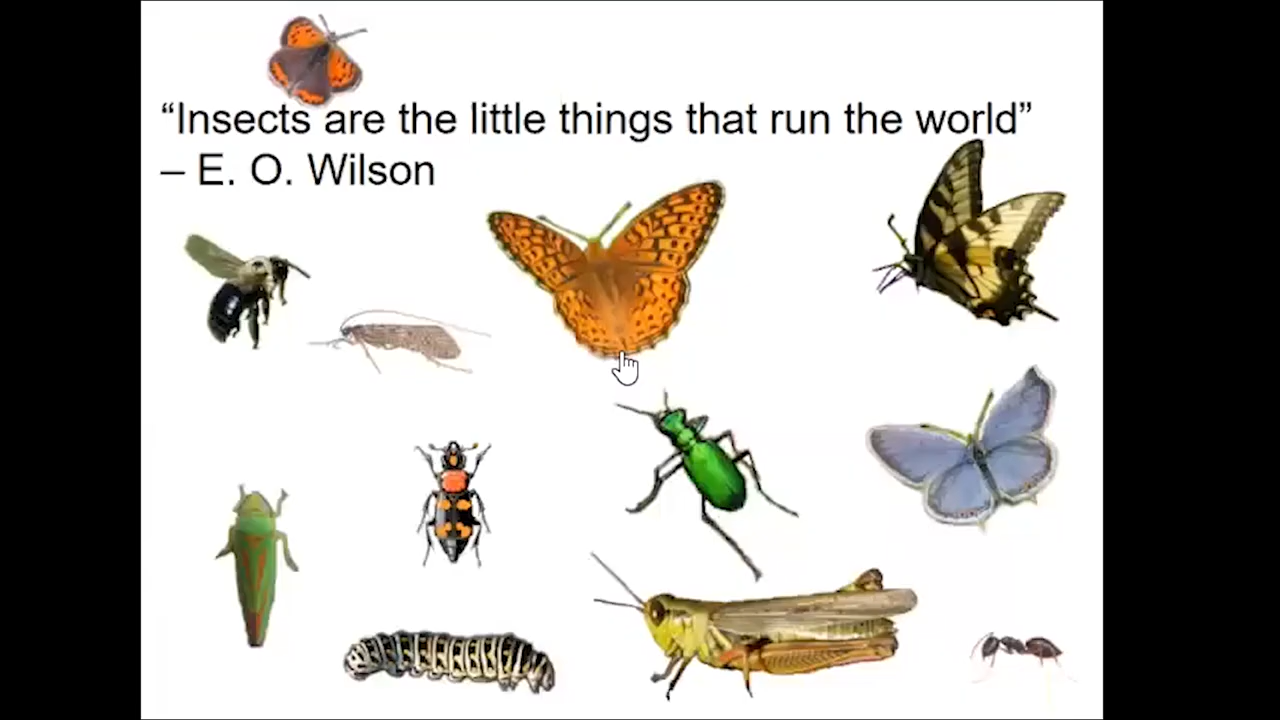 “Insects are the little things that run the world”
– E. O. Wilson